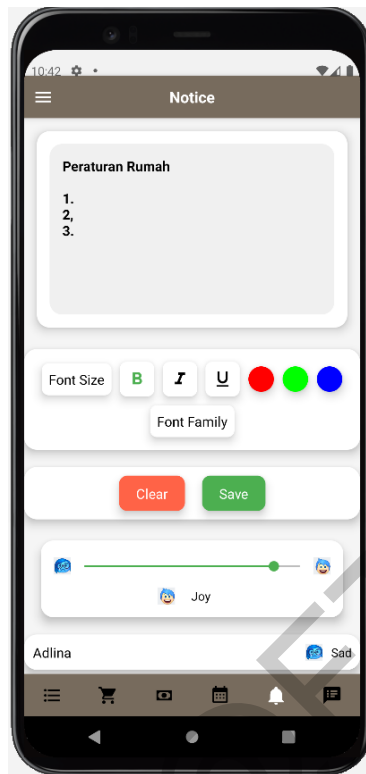 10:42
Notice
Peraturan Rumah
1.
2,
3.
Font Size B I U
Font Family
Clear Save
Joy
Adlina Sad